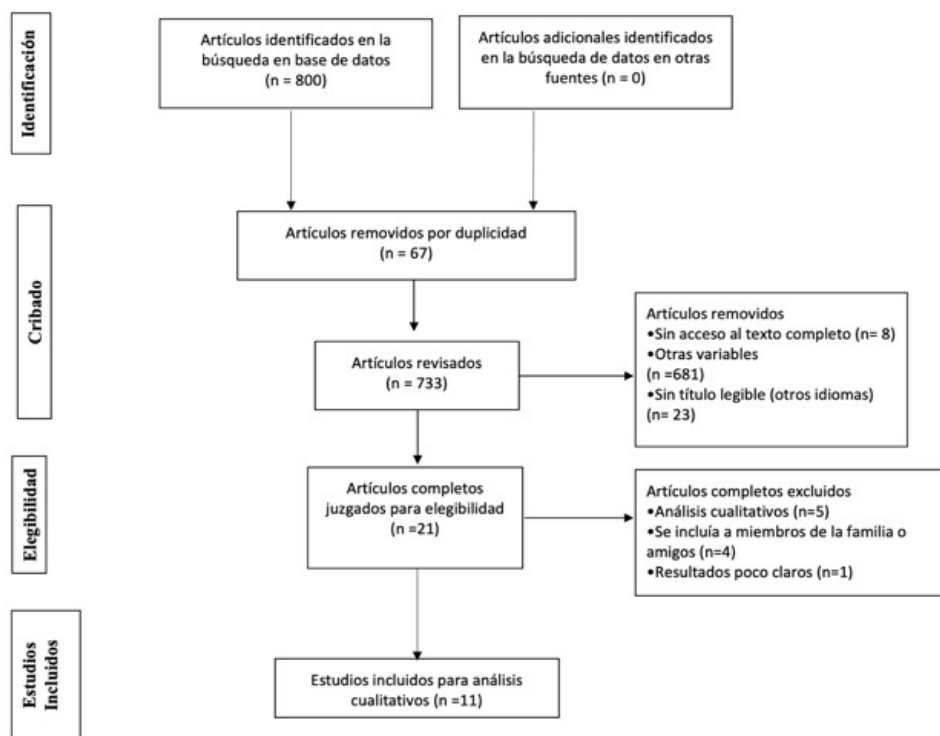 Identificación
Artículos identificados en la
búsqueda en base de datos
(n = 800)
Artículos adicionales identificados
en la búsqueda de datos en otras
fuentes (n = 0)
Cribado
Artículos removidos por duplicidad
(n = 67)
Artículos revisados
(n = 733)
Artículos removidos
•Sin acceso al texto completo (n= 8)
•Otras variables
(n =681)
•Sin título legible (otros idiomas)
(n= 23)
Elegibilidad
Artículos completos
juzgados para elegibilidad
(n =21)
Artículos completos excluidos
•Análisis cualitativos (n=5)
•Se incluía a miembros de la familia o
amigos (n=4)
•Resultados poco claros (n=1)
Estudios
Incluidos
Estudios incluidos para análisis
cualitativos (n =11)